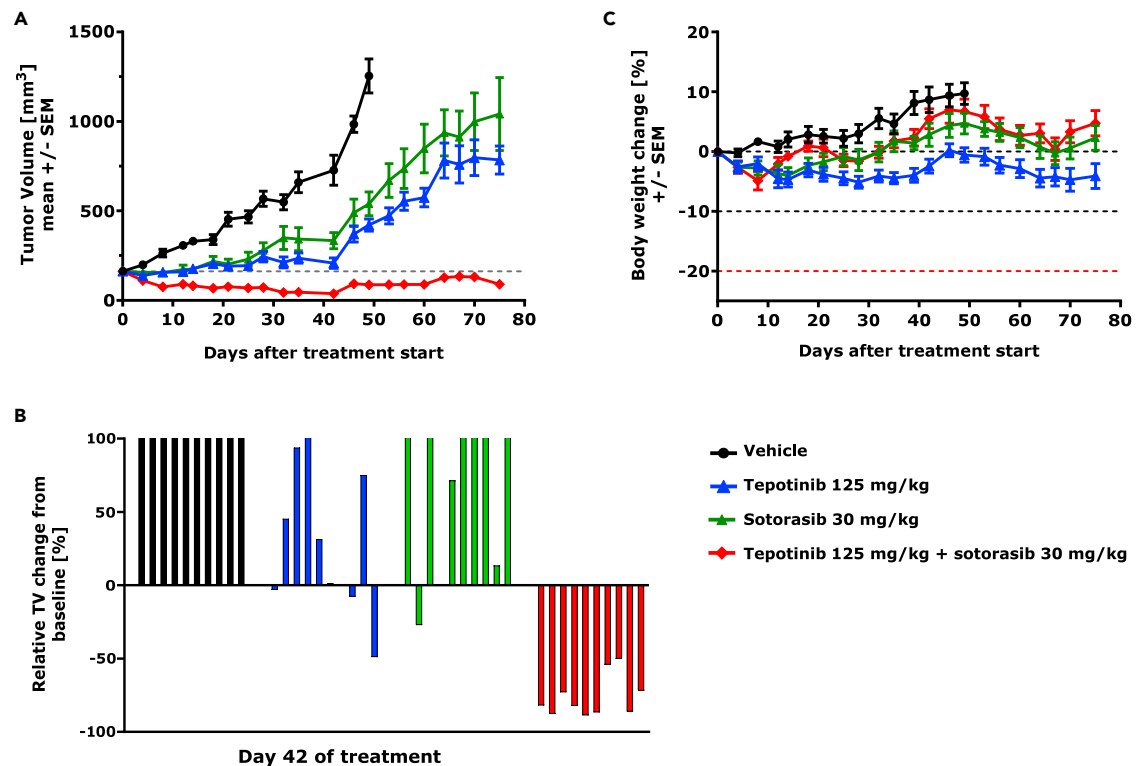 A
Tumor Volume [mm³]
mean +/- SEM
1500
1000
500
0
0 10 20 30 40 50 60 70 80
Days after treatment start
C
Body weight change [%]
+/- SEM
20
10
0
-10
-20
0 10 20 30 40 50 60 70 80
Days after treatment start
B
Relative TV change from
baseline [%]
100
50
0
-50
-100
Day 42 of treatment
Vehicle
Tepotinib 125 mg/kg
Sotorasib 30 mg/kg
Tepotinib 125 mg/kg + sotorasib 30 mg/kg